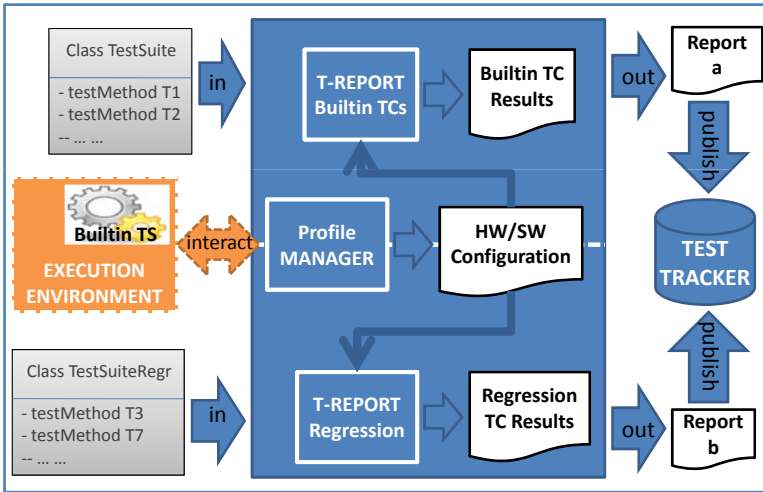 Class TestSuite
- testMethod T1
- testMethod T2
-- ... ...
in
T-REPORT
Builtin TCs
Builtin TC
Results
out
Report
a
publish
Builtin TS
EXECUTION
ENVIRONMENT
interact
Profile
MANAGER
HW/SW
Configuration
TEST
TRACKER
Class TestSuiteRegr
- testMethod T3
- testMethod T7
-- ... ...
in
T-REPORT
Regression
Regression
TC Results
out
publish
Report
b